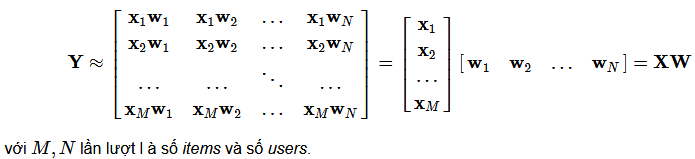 Y ≈ [ x₁w₁ x₁w₂ … x₁w_N ; x₂w₁ x₂w₂ … x₂w_N ; … … ⋱ … ; x_Mw₁ x_Mw₂ … x_Mw_N ] = [ x₁ ; x₂ ; … ; x_M ] [ w₁ w₂ … w_N ] = XW
với M, N lần lượt l à số items và số users.